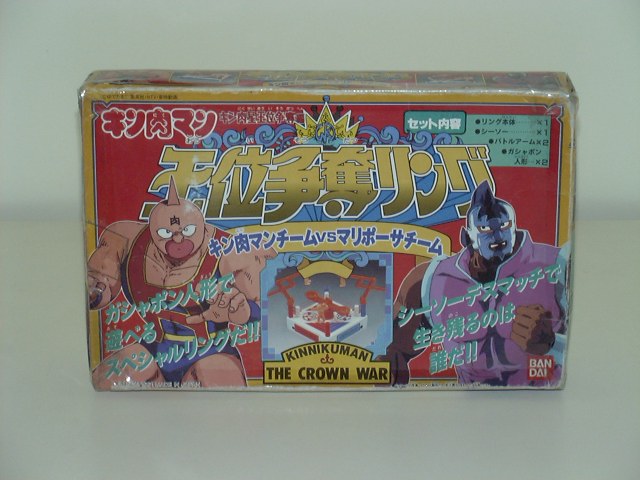 キン肉マン
キン肉星王位争奪編
王位争奪リング
キン肉マンチームVSマリポーサチーム
セット内容
●リング本体………×1
●シーソー………×1
●バトルアーム×2
●ガシャポン
人形…×2
肉
ガシャポン人形で
遊べる
スペシャルリングだ!!
シーソーデスマッチで
生き残るのは
誰だ!!
KINNIKUMAN
THE CROWN WAR
BAN
DAI